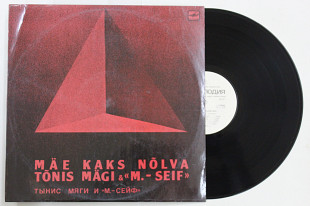 MÄE KAKS NÕLVA
TÕNIS MÄGI & «M.-SEIF»
ТЫНИС МЯГИ И «М.-СЕЙФ»